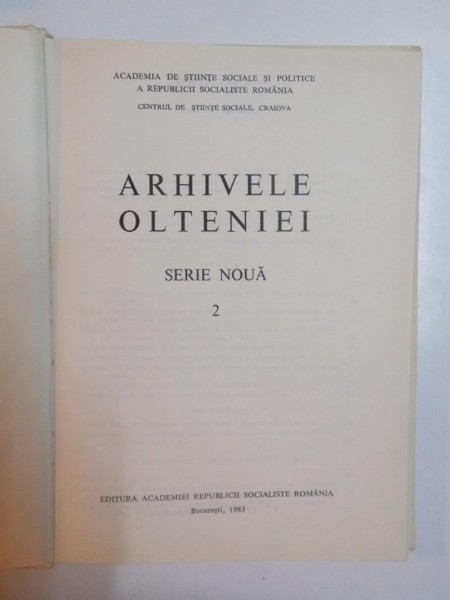 ACADEMIA DE ȘTIINȚE SOCIALE ȘI POLITICE
A REPUBLICII SOCIALISTE ROMÂNIA
CENTRUL DE ȘTIINȚE SOCIALE, CRAIOVA
ARHIVELE
OLTENIEI
SERIE NOUĂ
2
EDITURA ACADEMIEI REPUBLICII SOCIALISTE ROMÂNIA
București, 1983